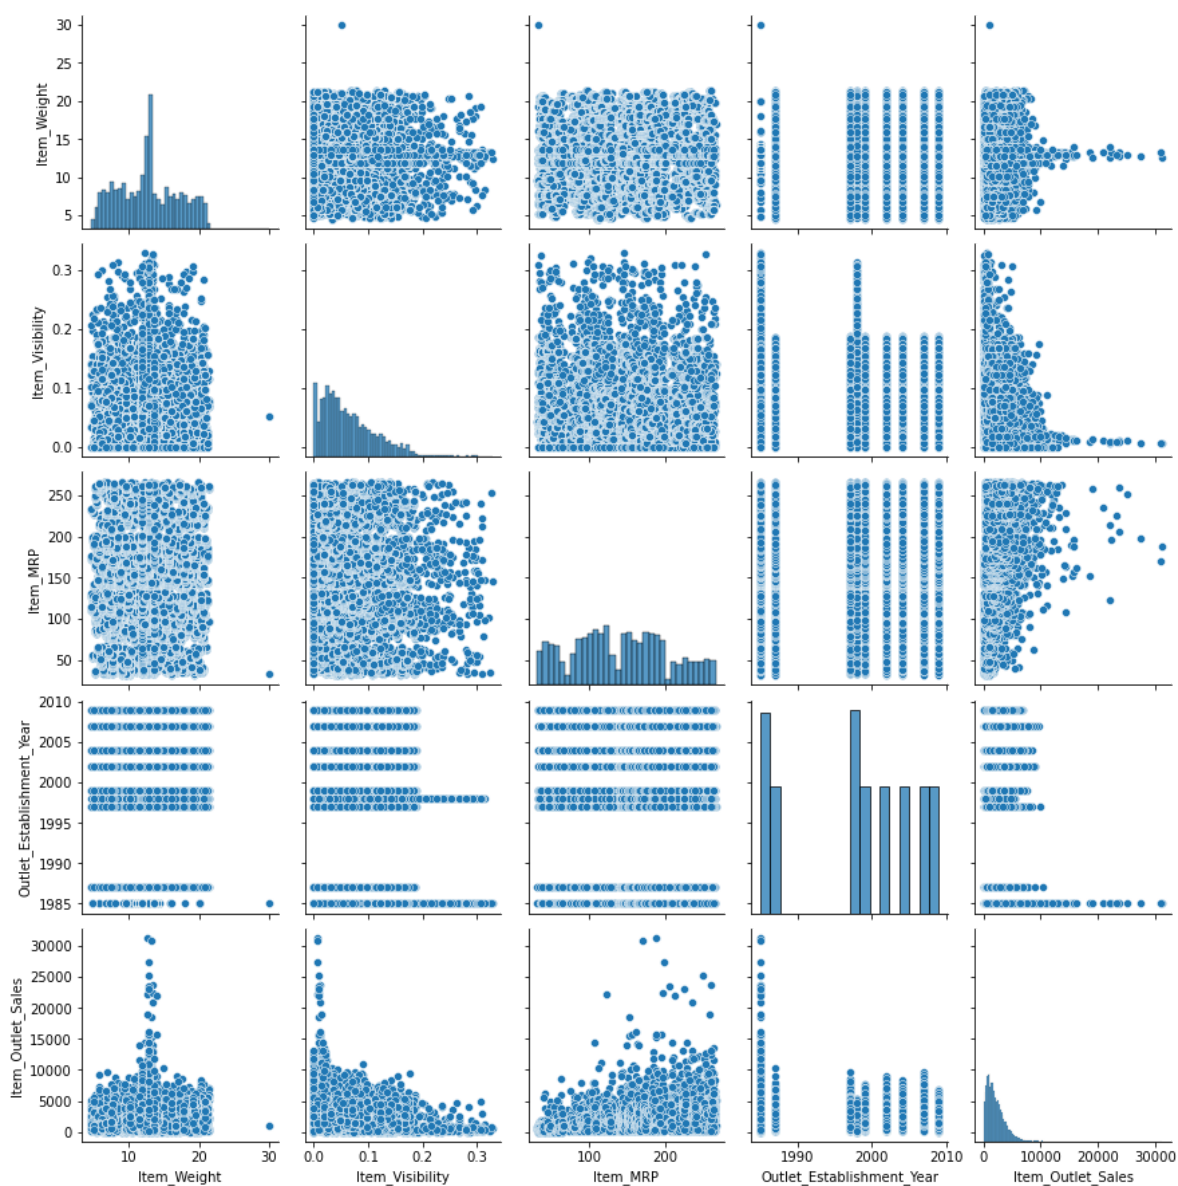 30
25
20
15
10
5
Item_Weight
0.3
0.2
0.1
0.0
Item_Visibility
250
200
150
100
50
Item_MRP
2010
2005
2000
1995
1990
1985
Outlet_Establishment_Year
30000
25000
20000
15000
10000
5000
0
Item_Outlet_Sales
10 20 30
0.0 0.1 0.2 0.3
100 200
1990 2000 2010
0 10000 20000 30000
Item_Weight
Item_Visibility
Item_MRP
Outlet_Establishment_Year
Item_Outlet_Sales